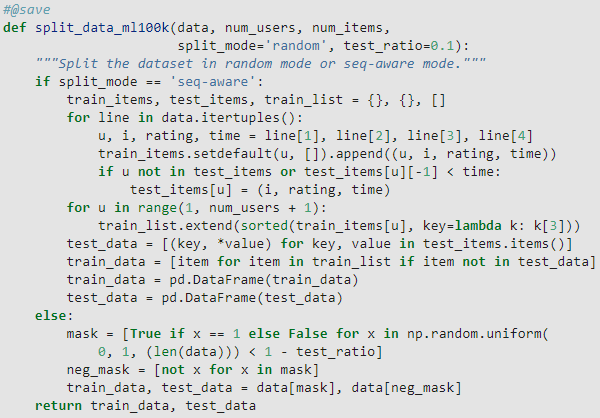 #@save
def split_data_ml100k(data, num_users, num_items,
                      split_mode='random', test_ratio=0.1):
    """Split the dataset in random mode or seq-aware mode."""
    if split_mode == 'seq-aware':
        train_items, test_items, train_list = {}, {}, []
        for line in data.itertuples():
            u, i, rating, time = line[1], line[2], line[3], line[4]
            train_items.setdefault(u, []).append((u, i, rating, time))
            if u not in test_items or test_items[u][-1] < time:
                test_items[u] = (i, rating, time)
        for u in range(1, num_users + 1):
            train_list.extend(sorted(train_items[u], key=lambda k: k[3]))
        test_data = [(key, *value) for key, value in test_items.items()]
        train_data = [item for item in train_list if item not in test_data]
        train_data = pd.DataFrame(train_data)
        test_data = pd.DataFrame(test_data)
    else:
        mask = [True if x == 1 else False for x in np.random.uniform(
            0, 1, (len(data))) < 1 - test_ratio]
        neg_mask = [not x for x in mask]
        train_data, test_data = data[mask], data[neg_mask]
    return train_data, test_data